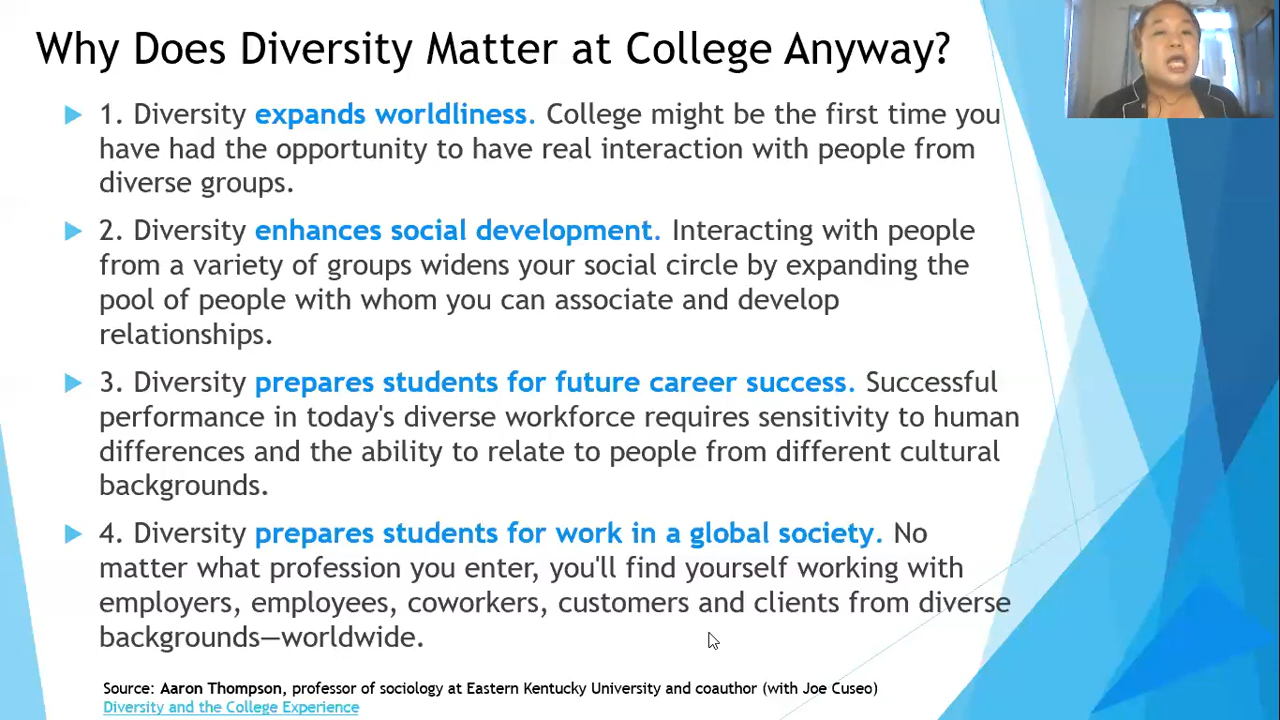 Why Does Diversity Matter at College Anyway?
1. Diversity expands worldliness. College might be the first time you
have had the opportunity to have real interaction with people from
diverse groups.
2. Diversity enhances social development. Interacting with people
from a variety of groups widens your social circle by expanding the
pool of people with whom you can associate and develop
relationships.
3. Diversity prepares students for future career success. Successful
performance in today's diverse workforce requires sensitivity to human
differences and the ability to relate to people from different cultural
backgrounds.
4. Diversity prepares students for work in a global society. No
matter what profession you enter, you'll find yourself working with
employers, employees, coworkers, customers and clients from diverse
backgrounds—worldwide.
Source: Aaron Thompson, professor of sociology at Eastern Kentucky University and coauthor (with Joe Cuseo)
Diversity and the College Experience